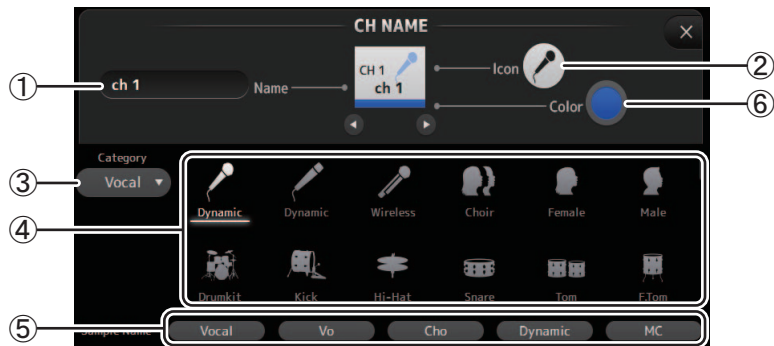 CH NAME
×
① ch 1 Name CH 1 ch 1 Icon ②
Color ⑥
Category
③ Vocal ▼
④ Dynamic Dynamic Wireless Choir Female Male
Drumkit Kick Hi-Hat Snare Tom F.Tom
⑤ Sample Name Vocal Vo Cho Dynamic MC